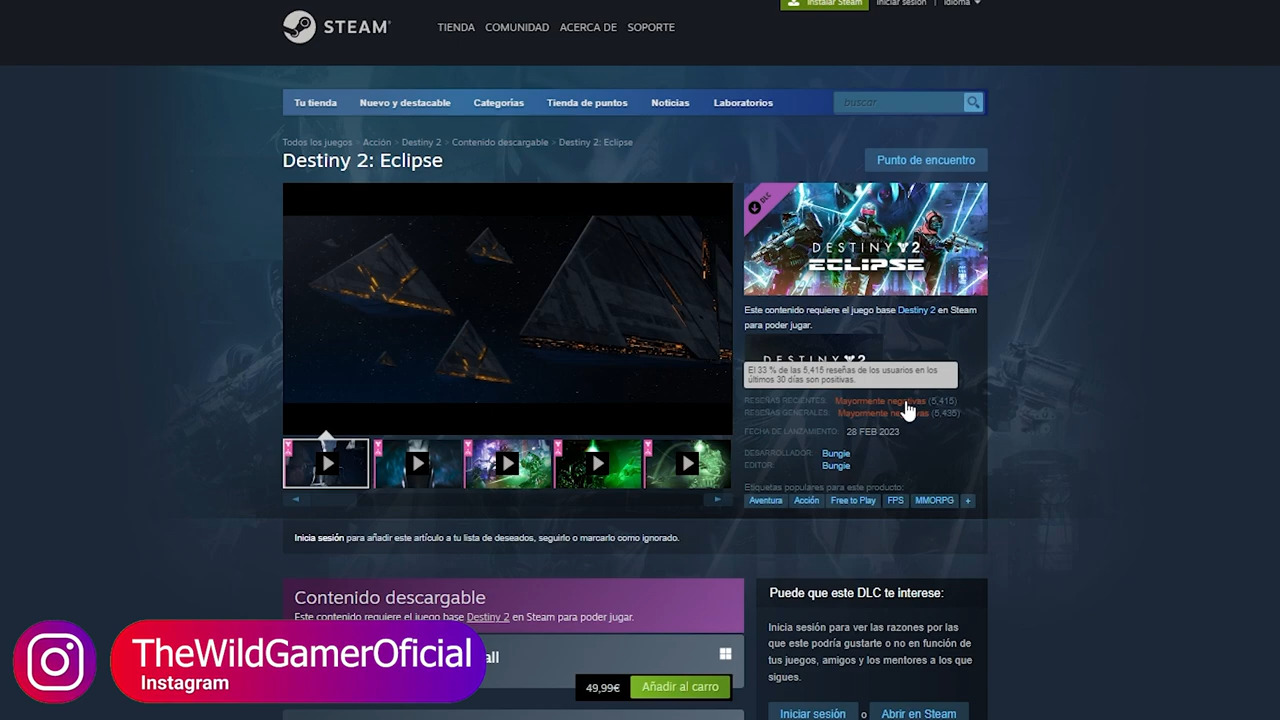 Instalar Steam
Iniciar sesión | Idioma
STEAM
TIENDA COMUNIDAD ACERCA DE SOPORTE
Tu tienda Nuevo y destacable Categorías Tienda de puntos Noticias Laboratorios buscar
Todos los juegos > Acción > Destiny 2 > Contenido descargable > Destiny 2: Eclipse
Destiny 2: Eclipse
Punto de encuentro
DLC
DESTINY 2
ECLIPSE
Este contenido requiere el juego base Destiny 2 en Steam
para poder jugar.
DESTINY 2
El 33 % de las 5,415 reseñas de los usuarios en los
últimos 30 días son positivas.
RESEÑAS RECIENTES: Mayormente negativas (5,415)
RESEÑAS GENERALES: Mayormente negativas (5,435)
FECHA DE LANZAMIENTO: 28 FEB 2023
DESARROLLADOR: Bungie
EDITOR: Bungie
Etiquetas populares para este producto:
Aventura Acción Free to Play FPS MMORPG +
Inicia sesión para añadir este artículo a tu lista de deseados, seguirlo o marcarlo como ignorado.
Contenido descargable
Este contenido requiere el juego base Destiny 2 en Steam para poder jugar.
all
49,99€ Añadir al carro
Puede que este DLC te interese:
Inicia sesión para ver las razones por las
que este podría gustarte o no en función de
tus juegos, amigos y los mentores a los que
sigues.
Iniciar sesión o Abrir en Steam
TheWildGamerOficial
Instagram